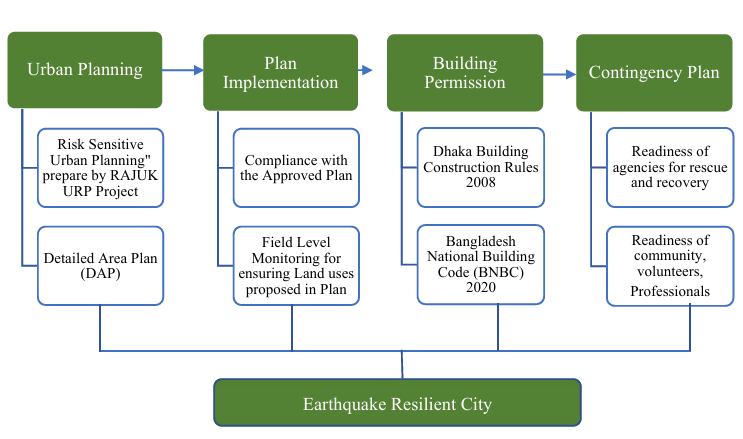 Urban Planning
Plan
Implementation
Building
Permission
Contingency Plan
Risk Sensitive
Urban Planning"
prepare by RAJUK
URP Project
Compliance with
the Approved Plan
Dhaka Building
Construction Rules
2008
Readiness of
agencies for rescue
and recovery
Detailed Area Plan
(DAP)
Field Level
Monitoring for
ensuring Land uses
proposed in Plan
Bangladesh
National Building
Code (BNBC)
2020
Readiness of
community,
volunteers,
Professionals
Earthquake Resilient City